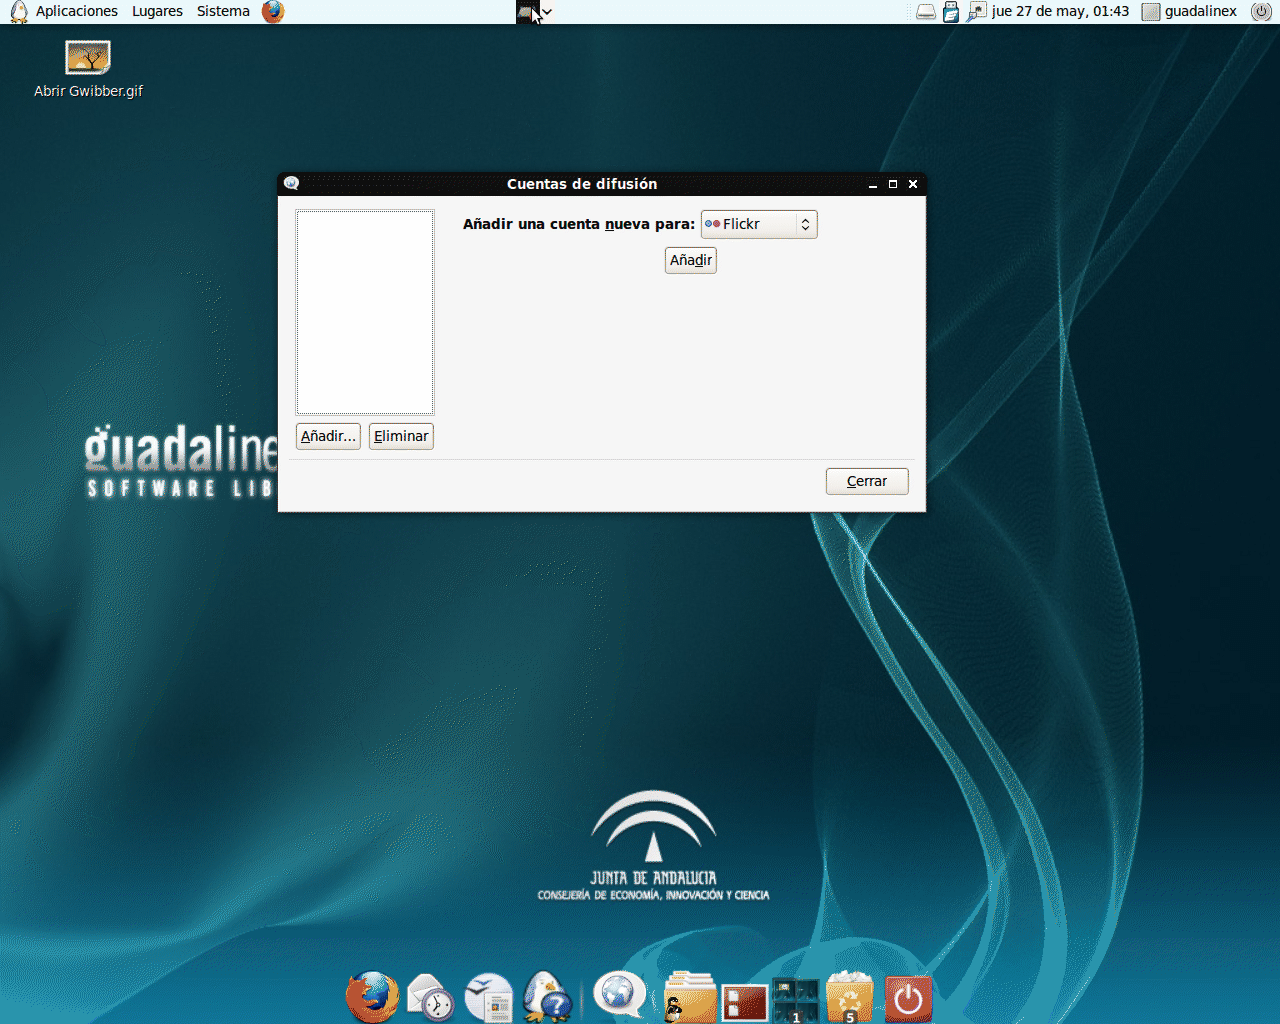 Aplicaciones Lugares Sistema jue 27 de may, 01:43 guadalinex
Abrir Gwibber.gif
Cuentas de difusión
Añadir una cuenta nueva para: Flickr
Añadir
Añadir... Eliminar
guadaline
SOFTWARE LIB
Cerrar
JUNTA DE ANDALUCIA
CONSEJERÍA DE ECONOMÍA, INNOVACIÓN Y CIENCIA
1 5